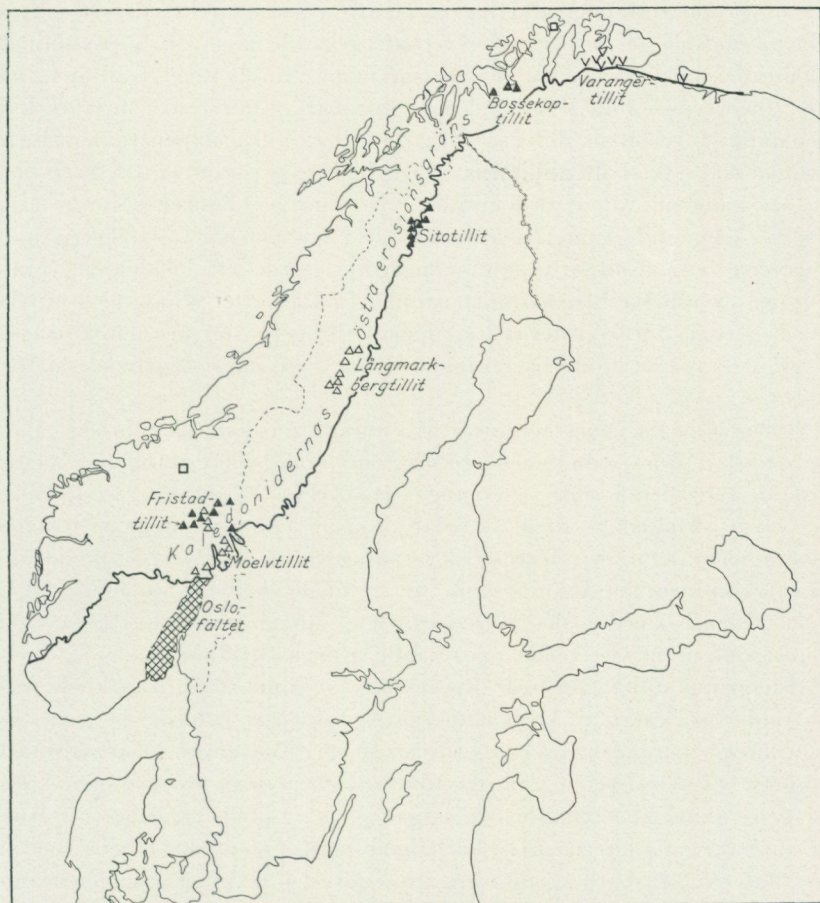 Varanger-
tillit
Bossekop-
tillit
Sitotillit
Långmark-
bergtillit
Kaledonidernas östra erosionsgräns
Fristad-
tillit
Moelvtillit
Oslo-
fältet